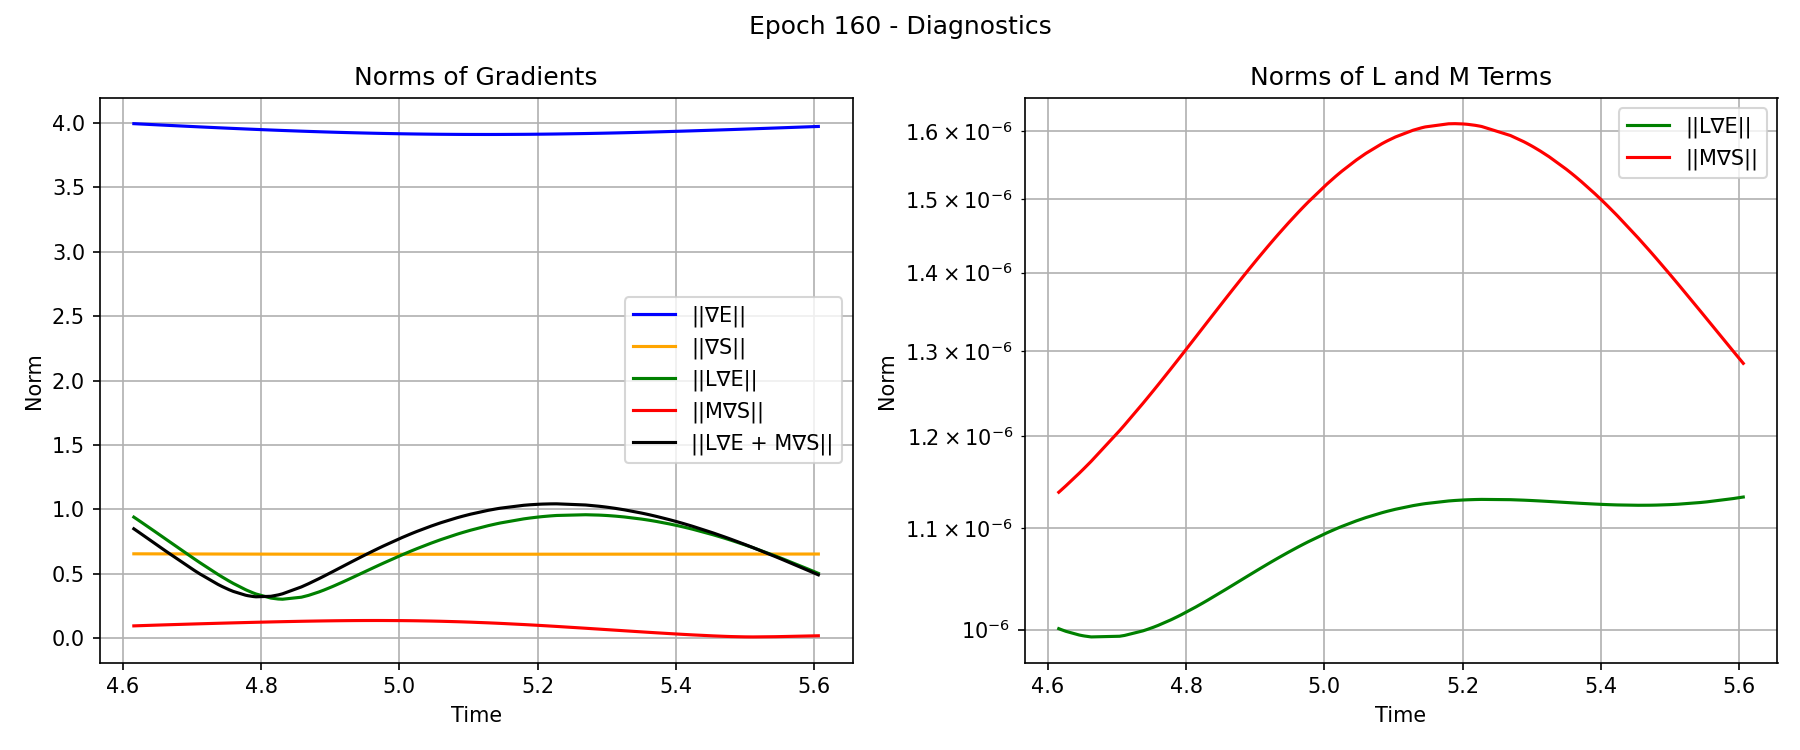 Epoch 160 - Diagnostics
Norms of Gradients
4.0
3.5
3.0
2.5
2.0
1.5
1.0
0.5
0.0
Norm
4.6 4.8 5.0 5.2 5.4 5.6
Time
||∇E||
||∇S||
||L∇E||
||M∇S||
||L∇E + M∇S||
Norms of L and M Terms
1.6 × 10⁻⁶
1.5 × 10⁻⁶
1.4 × 10⁻⁶
1.3 × 10⁻⁶
1.2 × 10⁻⁶
1.1 × 10⁻⁶
10⁻⁶
Norm
4.6 4.8 5.0 5.2 5.4 5.6
Time
||L∇E||
||M∇S||